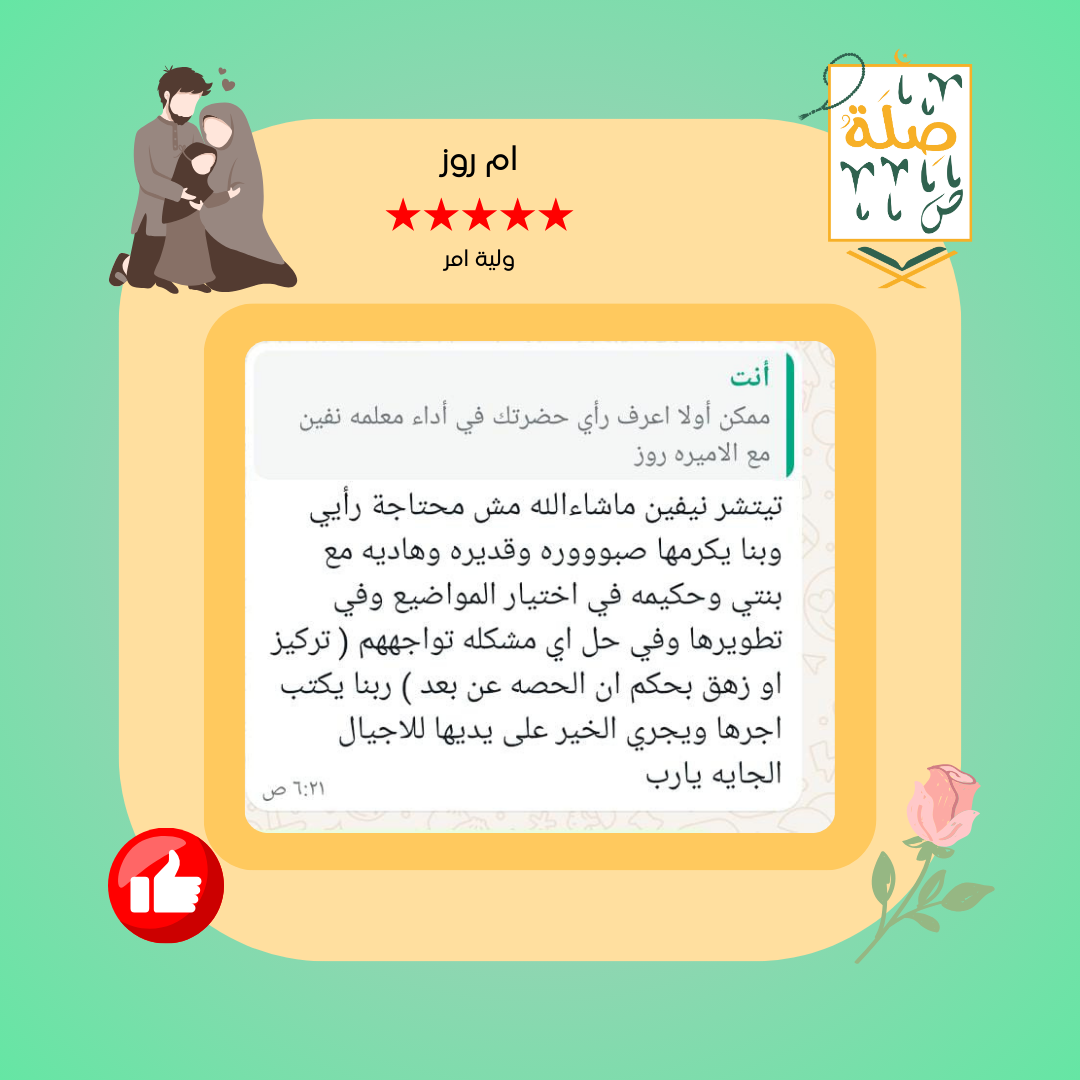 صلة
ام روز
ولية امر
أنت
ممكن أولا اعرف رأي حضرتك في أداء معلمه نفين
مع الاميره روز
تيتشر نيفين ماشاءالله مش محتاجة رأيي
وبنا يكرمها صبوووره وقديره وهاديه مع
بنتي وحكيمه في اختيار المواضيع وفي
تطويرها وفي حل اي مشكله تواجههم ( تركيز
او زهق بحكم ان الحصه عن بعد ) ربنا يكتب
اجرها ويجري الخير على يديها للاجيال
الجايه يارب
٦:٢١ ص